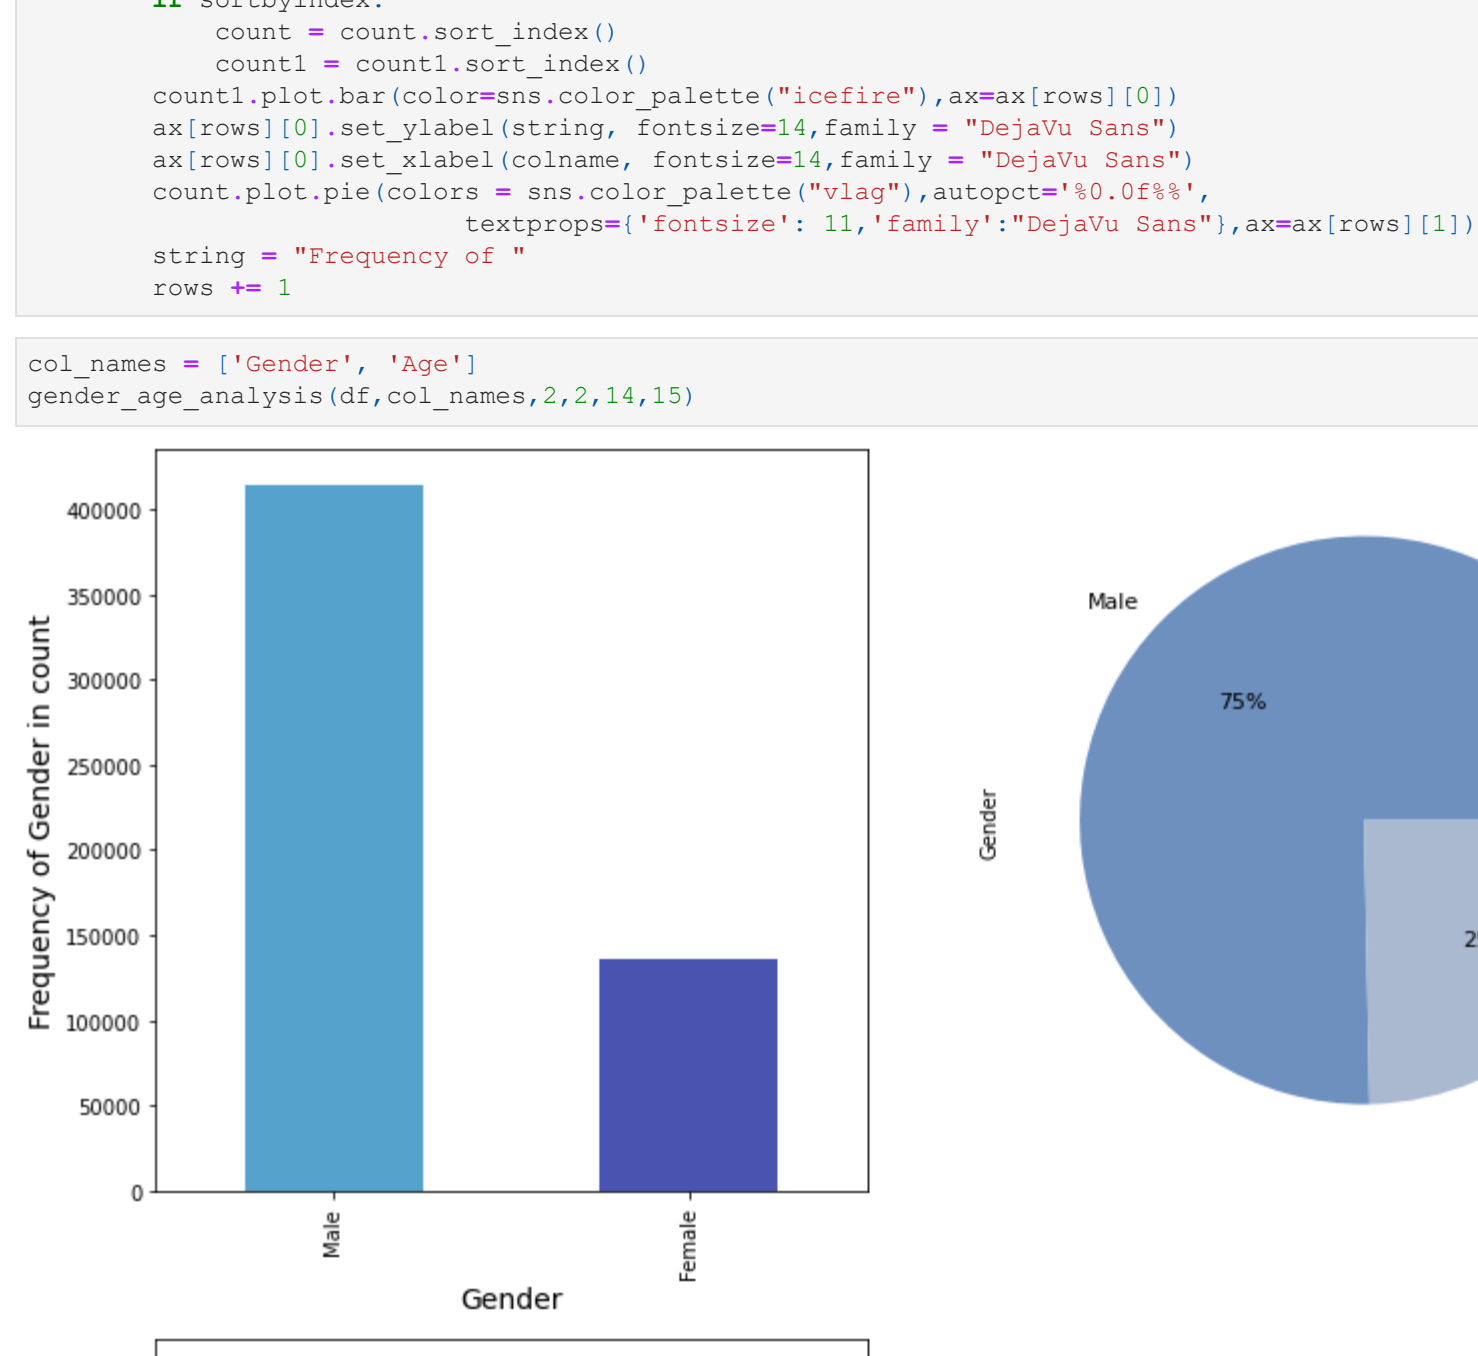 if sortbyindex:
count = count.sort_index()
count1 = count1.sort_index()
count1.plot.bar(color=sns.color_palette("icefire"),ax=ax[rows][0])
ax[rows][0].set_ylabel(string, fontsize=14,family = "DejaVu Sans")
ax[rows][0].set_xlabel(colname, fontsize=14,family = "DejaVu Sans")
count.plot.pie(colors = sns.color_palette("vlag"),autopct='%0.0f%%',
textprops={'fontsize': 11,'family':"DejaVu Sans"},ax=ax[rows][1])
string = "Frequency of "
rows += 1
col_names = ['Gender', 'Age']
gender_age_analysis(df,col_names,2,2,14,15)
Frequency of Gender in count
400000
350000
300000
250000
200000
150000
100000
50000
0
Male
Female
Gender
Male
75%
Gender